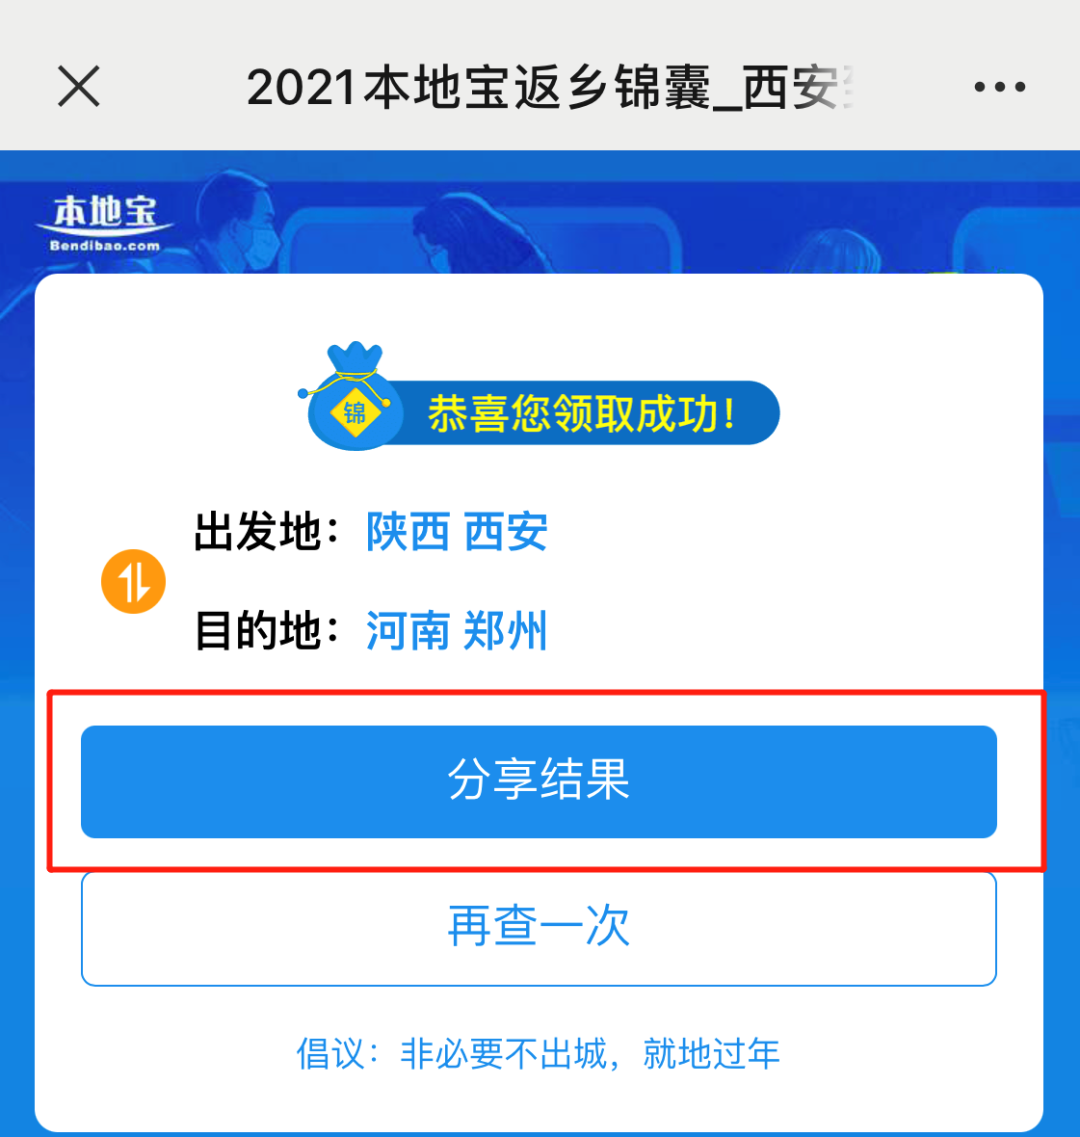 2021本地宝返乡锦囊_西安
本地宝
Bendibao.com
锦
恭喜您领取成功!
出发地：陕西 西安
目的地：河南 郑州
分享结果
再查一次
倡议：非必要不出城，就地过年